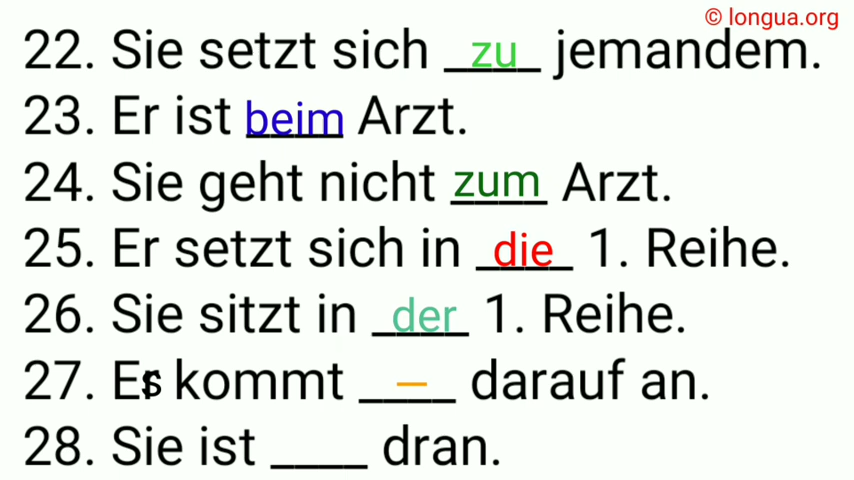 © longua.org
22. Sie setzt sich zu jemandem.
23. Er ist beim Arzt.
24. Sie geht nicht zum Arzt.
25. Er setzt sich in die 1. Reihe.
26. Sie sitzt in der 1. Reihe.
27. Es kommt – darauf an.
28. Sie ist ____ dran.